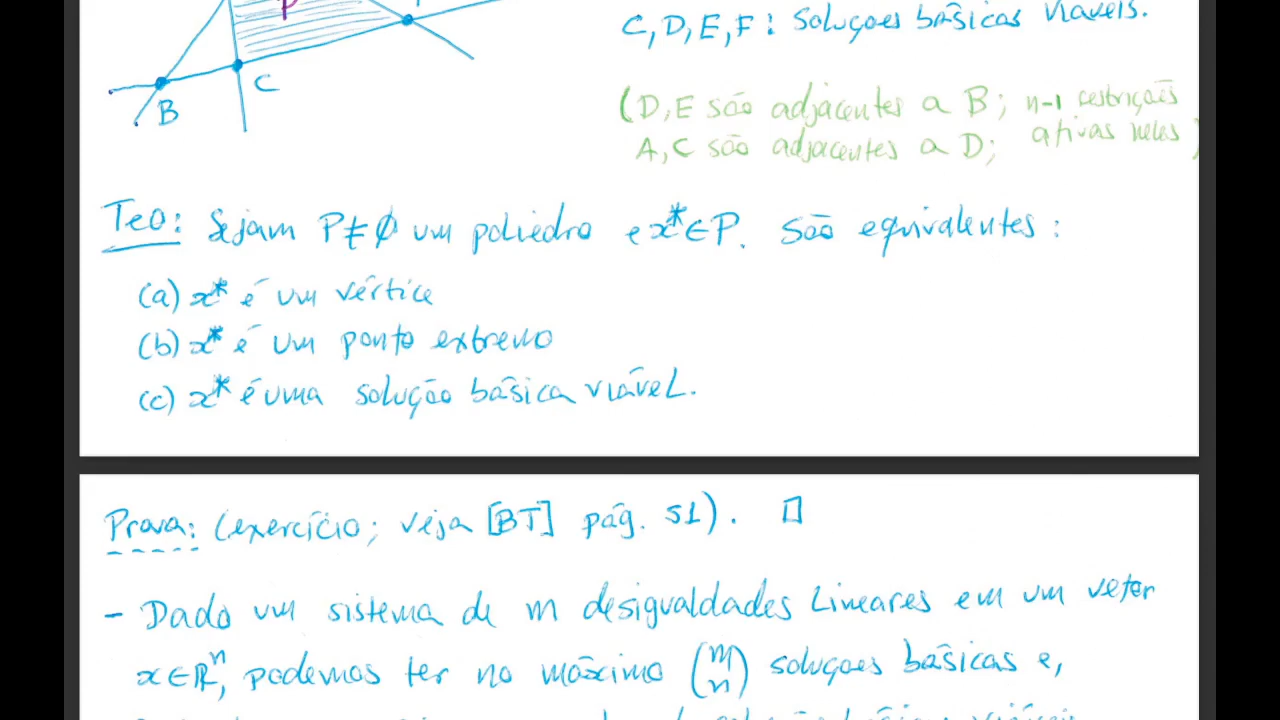 P
C, D, E, F : soluções básicas viáveis.
C
B
(D, E são adjacentes a B; n-1 restrições
A, C são adjacentes a D; ativas neles)
Teo: Sejam P ≠ ∅ um poliedro e x* ∈ P. São equivalentes:
(a) x* é um vértice
(b) x* é um ponto extremo
(c) x* é uma solução básica viável.
Prova: (exercício; veja [BT] pág. 51). □
- Dado um sistema de m desigualdades lineares em um vetor
x ∈ ℝⁿ, podemos ter no máximo (m n) soluções básicas e,